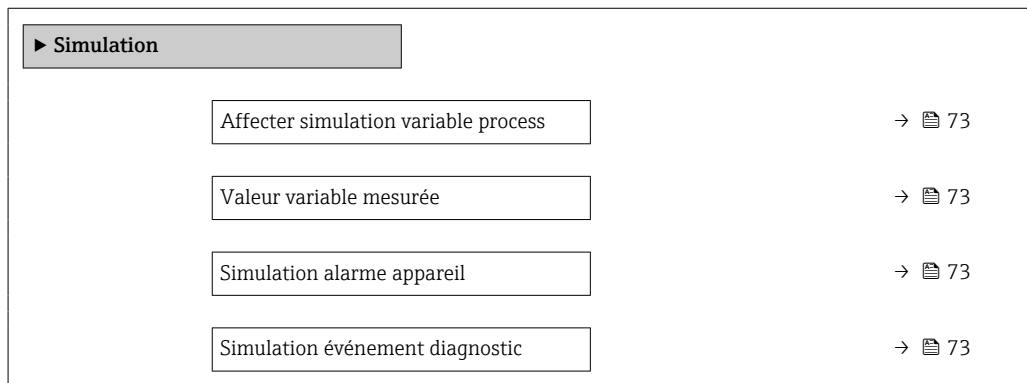 ▶ Simulation
Affecter simulation variable process → 73
Valeur variable mesurée → 73
Simulation alarme appareil → 73
Simulation événement diagnostic → 73